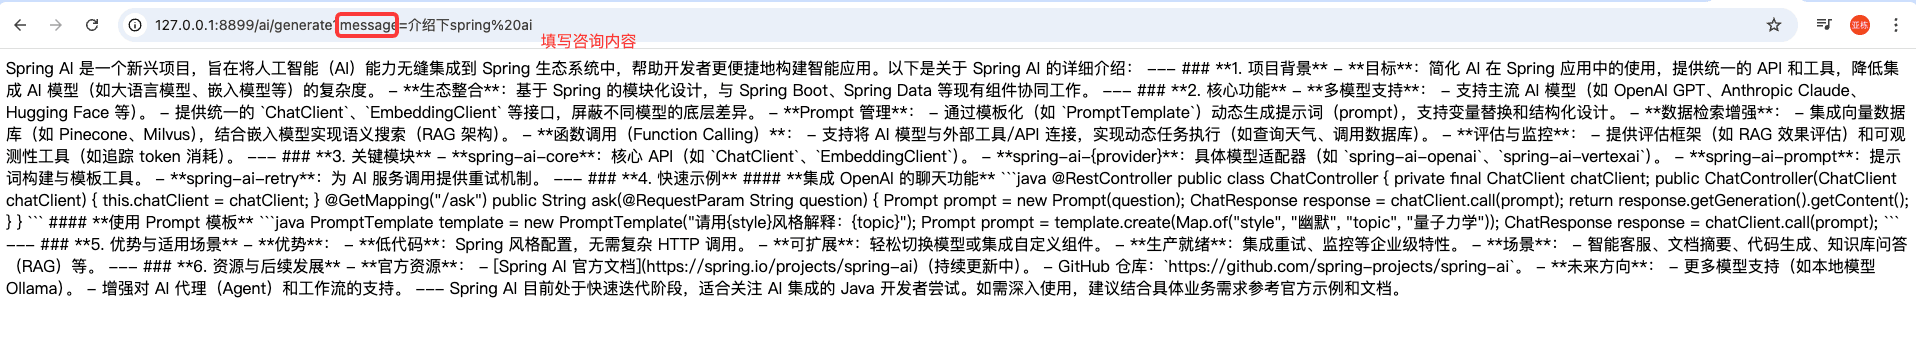 127.0.0.1:8899/ai/generate?message=介绍下spring%20ai
亚栋
填写咨询内容
Spring AI 是一个新兴项目，旨在将人工智能（AI）能力无缝集成到 Spring 生态系统中，帮助开发者更便捷地构建智能应用。以下是关于 Spring AI 的详细介绍： --- ### **1. 项目背景** - **目标**：简化 AI 在 Spring 应用中的使用，提供统一的 API 和工具，降低集
成 AI 模型（如大语言模型、嵌入模型等）的复杂度。 - **生态整合**：基于 Spring 的模块化设计，与 Spring Boot、Spring Data 等现有组件协同工作。 --- ### **2. 核心功能** - **多模型支持**： - 支持主流 AI 模型（如 OpenAI GPT、Anthropic Claude、
Hugging Face 等）。 - 提供统一的 `ChatClient`、`EmbeddingClient` 等接口，屏蔽不同模型的底层差异。 - **Prompt 管理**： - 通过模板化（如 `PromptTemplate`）动态生成提示词（prompt），支持变量替换和结构化设计。 - **数据检索增强**： - 集成向量数据
库（如 Pinecone、Milvus），结合嵌入模型实现语义搜索（RAG 架构）。 - **函数调用（Function Calling）**： - 支持将 AI 模型与外部工具/API 连接，实现动态任务执行（如查询天气、调用数据库）。 - **评估与监控**： - 提供评估框架（如 RAG 效果评估）和可观
测性工具（如追踪 token 消耗）。 --- ### **3. 关键模块** - **spring-ai-core**：核心 API（如 `ChatClient`、`EmbeddingClient`）。 - **spring-ai-{provider}**：具体模型适配器（如 `spring-ai-openai`、`spring-ai-vertexai`）。 - **spring-ai-prompt**：提示
词构建与模板工具。 - **spring-ai-retry**：为 AI 服务调用提供重试机制。 --- ### **4. 快速示例** #### **集成 OpenAI 的聊天功能** ```java @RestController public class ChatController { private final ChatClient chatClient; public ChatController(ChatClient
chatClient) { this.chatClient = chatClient; } @GetMapping("/ask") public String ask(@RequestParam String question) { Prompt prompt = new Prompt(question); ChatResponse response = chatClient.call(prompt); return response.getGeneration().getContent();
} } ``` #### **使用 Prompt 模板** ```java PromptTemplate template = new PromptTemplate("请用{style}风格解释：{topic}"); Prompt prompt = template.create(Map.of("style", "幽默", "topic", "量子力学")); ChatResponse response = chatClient.call(prompt); ```
--- ### **5. 优势与适用场景** - **优势**： - **低代码**：Spring 风格配置，无需复杂 HTTP 调用。 - **可扩展**：轻松切换模型或集成自定义组件。 - **生产就绪**：集成重试、监控等企业级特性。 - **场景**： - 智能客服、文档摘要、代码生成、知识库问答
（RAG）等。 --- ### **6. 资源与后续发展** - **官方资源**： - [Spring AI 官方文档](https://spring.io/projects/spring-ai)（持续更新中）。 - GitHub 仓库：`https://github.com/spring-projects/spring-ai`。 - **未来方向**： - 更多模型支持（如本地模型
Ollama）。 - 增强对 AI 代理（Agent）和工作流的支持。 --- Spring AI 目前处于快速迭代阶段，适合关注 AI 集成的 Java 开发者尝试。如需深入使用，建议结合具体业务需求参考官方示例和文档。